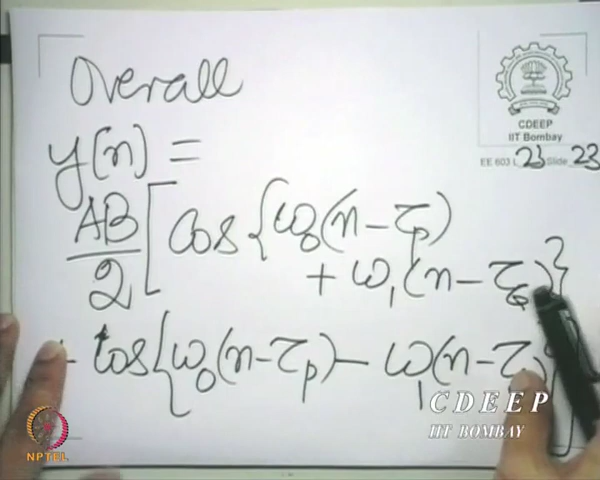 Overall
CDEEP
IIT Bombay
EE 603 L 23 Slide 23
y[n] =
AB/2 [ cos {ω₀(n − τp)
+ ω₁(n − τG)}
cos {ω₀(n − τp) − ω₁(n − τ
CDEEP
IIT BOMBAY
NPTEL